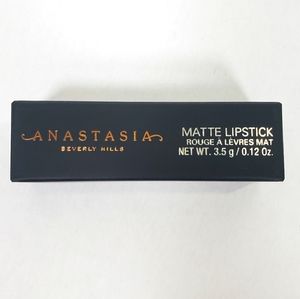 ANASTASIA
BEVERLY HILLS
MATTE LIPSTICK
ROUGE À LÈVRES MAT
NET WT. 3.5 g / 0.12 Oz.